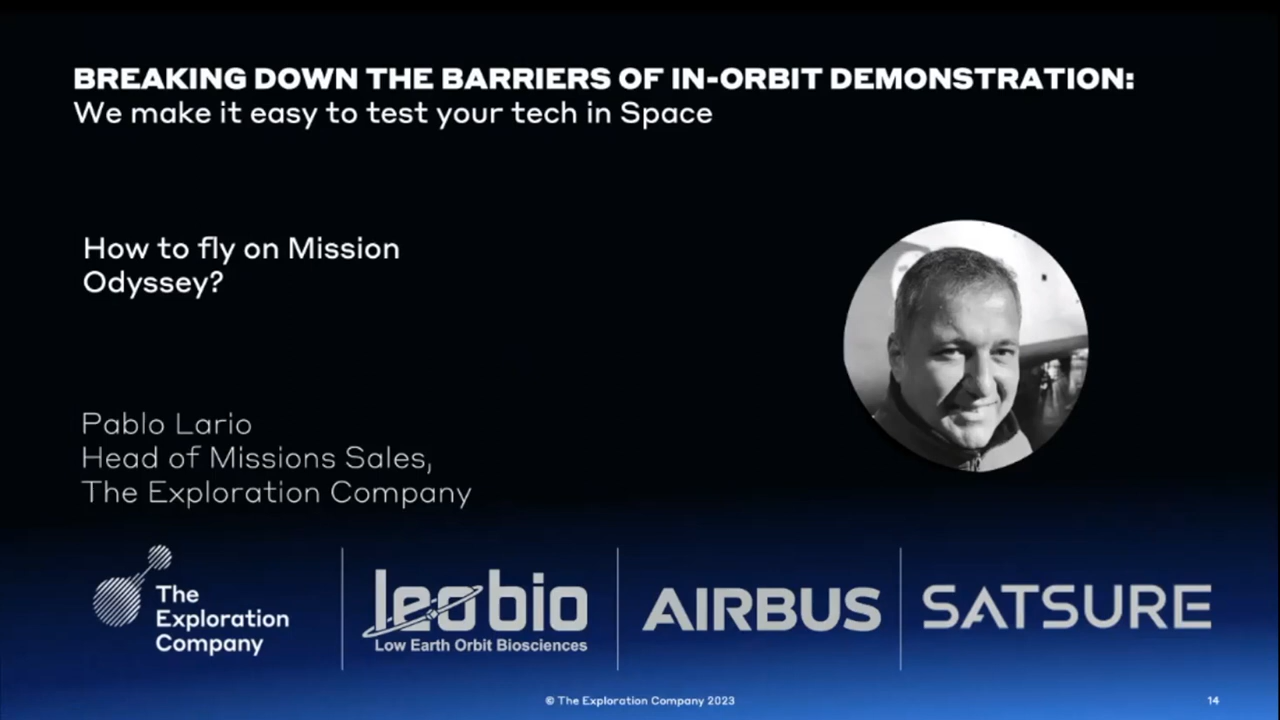 BREAKING DOWN THE BARRIERS OF IN-ORBIT DEMONSTRATION:
We make it easy to test your tech in Space
How to fly on Mission
Odyssey?
Pablo Lario
Head of Missions Sales,
The Exploration Company
The
Exploration
Company
leobio
Low Earth Orbit Biosciences
AIRBUS
SATSURE
© The Exploration Company 2023
14